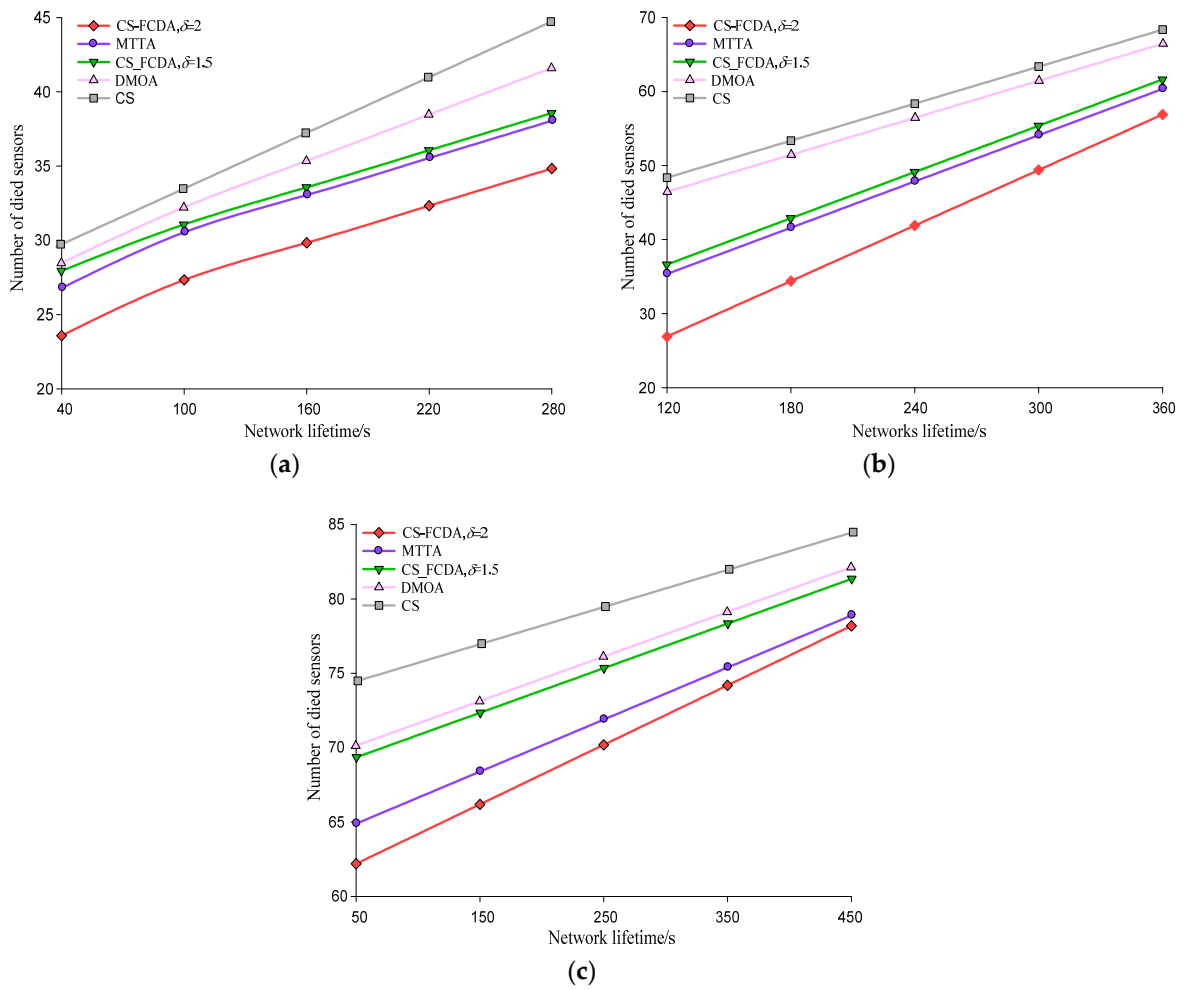 CS-FCDA,δ=2
MTTA
CS_FCDA,δ=1.5
DMOA
CS
Number of died sensors
45
40
35
30
25
20
40 100 160 220 280
Network lifetime/s
(a)
CS-FCDA,δ=2
MTTA
CS_FCDA,δ=1.5
DMOA
CS
Number of died sensors
70
60
50
40
30
20
120 180 240 300 360
Networks lifetime/s
(b)
CS-FCDA,δ=2
MTTA
CS_FCDA,δ=1.5
DMOA
CS
Number of died sensors
85
80
75
70
65
60
50 150 250 350 450
Network lifetime/s
(c)